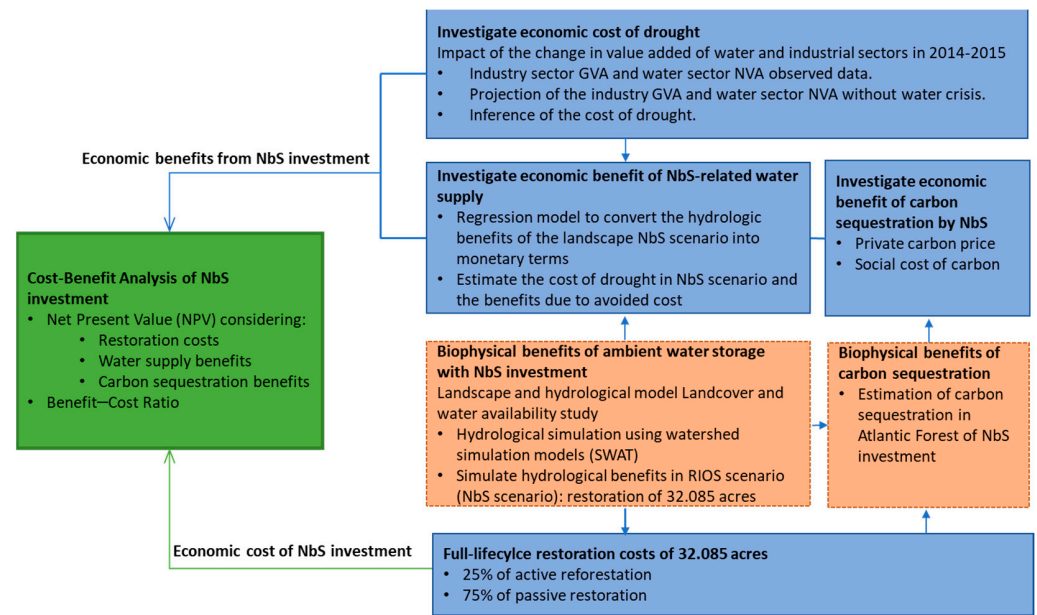 Investigate economic cost of drought
Impact of the change in value added of water and industrial sectors in 2014-2015
• Industry sector GVA and water sector NVA observed data.
• Projection of the industry GVA and water sector NVA without water crisis.
• Inference of the cost of drought.
Economic benefits from NbS investment
Investigate economic benefit of NbS-related water
supply
• Regression model to convert the hydrologic
benefits of the landscape NbS scenario into
monetary terms
• Estimate the cost of drought in NbS scenario and
the benefits due to avoided cost
Investigate economic
benefit of carbon
sequestration by NbS
• Private carbon price
• Social cost of carbon
Cost-Benefit Analysis of NbS
investment
• Net Present Value (NPV) considering:
• Restoration costs
• Water supply benefits
• Carbon sequestration benefits
• Benefit—Cost Ratio
Biophysical benefits of ambient water storage
with NbS investment
Landscape and hydrological model Landcover and
water availability study
• Hydrological simulation using watershed
simulation models (SWAT)
• Simulate hydrological benefits in RIOS scenario
(NbS scenario): restoration of 32.085 acres
Biophysical benefits of
carbon sequestration
• Estimation of carbon
sequestration in
Atlantic Forest of NbS
investment
Economic cost of NbS investment
Full-lifecylce restoration costs of 32.085 acres
• 25% of active reforestation
• 75% of passive restoration